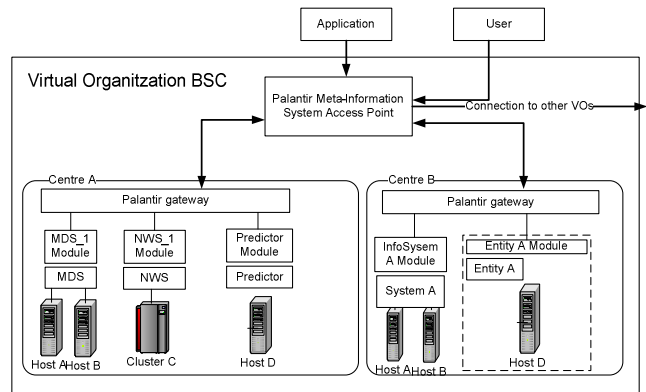 Application
User
Virtual Organitzation BSC
Palantir Meta-Information
System Access Point
Connection to other VOs
Centre A
Palantir gateway
MDS_1
Module
NWS_1
Module
Predictor
Module
MDS
NWS
Predictor
Host A
Host B
Cluster C
Host D
Centre B
Palantir gateway
InfoSysem
A Module
Entity A Module
System A
Entity A
Host A
Host B
Host D